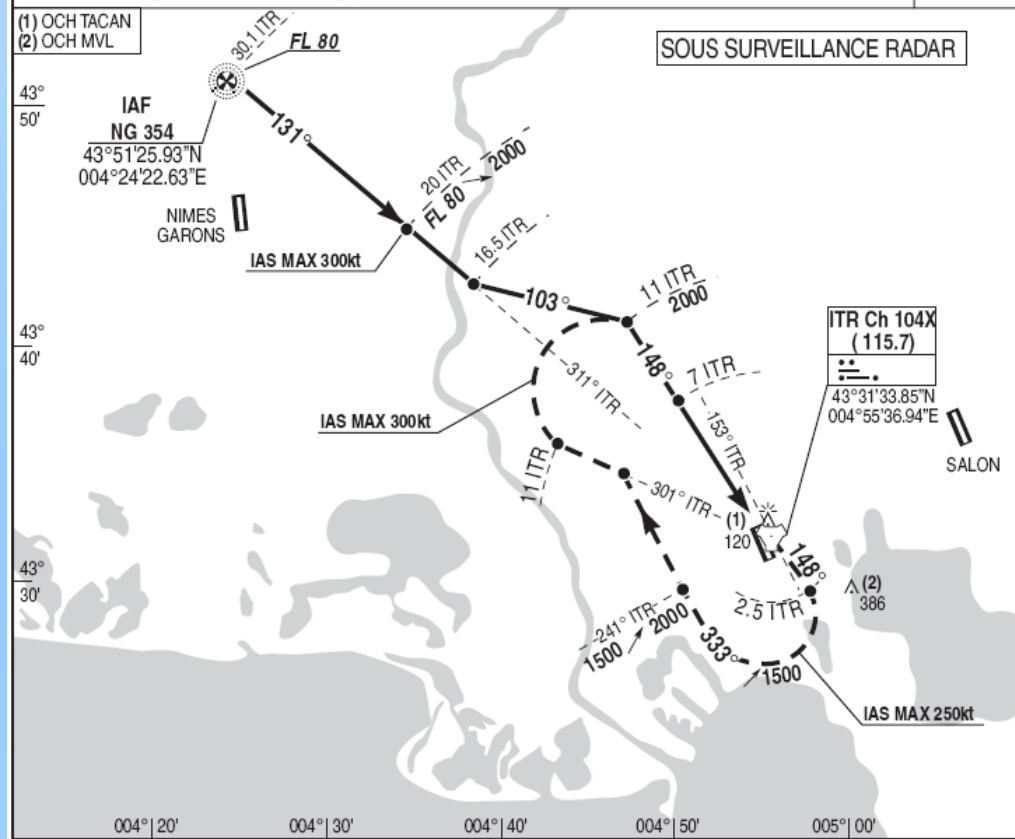 (1) OCH TACAN
(2) OCH MVL
30.1 ITR
FL 80
SOUS SURVEILLANCE RADAR
43°
50'
IAF
NG 354
43°51'25.93"N
004°24'22.63"E
131°
20 ITR
FL 80 2000
NIMES
GARONS
IAS MAX 300kt
16.5 ITR
103°
11 ITR
2000
ITR Ch 104X
(115.7)
43°31'33.85"N
004°55'36.94"E
43°
40'
148°
7 ITR
311° ITR
IAS MAX 300kt
153° ITR
SALON
11 ITR
301° ITR
(1)
120
148°
43°
30'
(2)
386
2.5 ITR
241° ITR
1500 2000
333°
1500
IAS MAX 250kt
004°20'
004°30'
004°40'
004°50'
005°00'